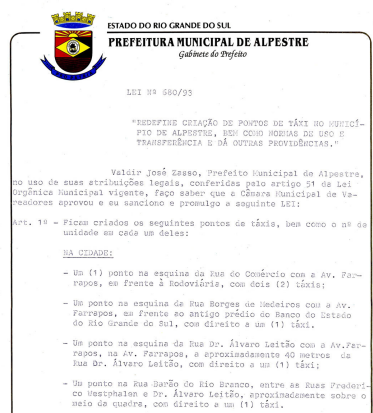 ESTADO DO RIO GRANDE DO SUL
PREFEITURA MUNICIPAL DE ALPESTRE
Gabinete do Prefeito
LEI Nº 680/93
"REDEFINE CRIAÇÃO DE PONTOS DE TÁXI NO MUNICÍ-
PIO DE ALPESTRE, BEM COMO NORMAS DE USO E
TRANSFERÊNCIA E DÁ OUTRAS PROVIDÊNCIAS."
Valdir José Zasso, Prefeito Municipal de Alpestre,
no uso de suas atribuições legais, conferidas pelo artigo 51 da Lei
Orgânica Municipal vigente, faço saber que a Câmara Municipal de Ve-
readores aprovou e eu sanciono e promulgo a seguinte LEI:
Art. 1º - Ficam criados os seguintes pontos de táxis, bem como o nº de
unidade em cada um deles:
NA CIDADE:
- Um (1) ponto na esquina da Rua do Comércio com a Av. Far-
rapos, em frente à Rodoviária, com dois (2) táxis;
- Um ponto na esquina da Rua Borges de Medeiros com a Av.
Farrapos, em frente ao antigo prédio do Banco do Estado
do Rio Grande do Sul, com direito a um (1) táxi.
- Um ponto na esquina da Rua Dr. Álvaro Leitão com a Av.Far-
rapos, na Av. Farrapos, a aproximadamente 40 metros da
Rua Dr. Álvaro Leitão, com direito a um (1) táxi;
- Um ponto na Rua Barão do Rio Branco, entre as Ruas Frederi-
co Westphalen e Dr. Álvaro Leitão, aproximadamente sobre o
meio da quadra, com direito a um (1) táxi.